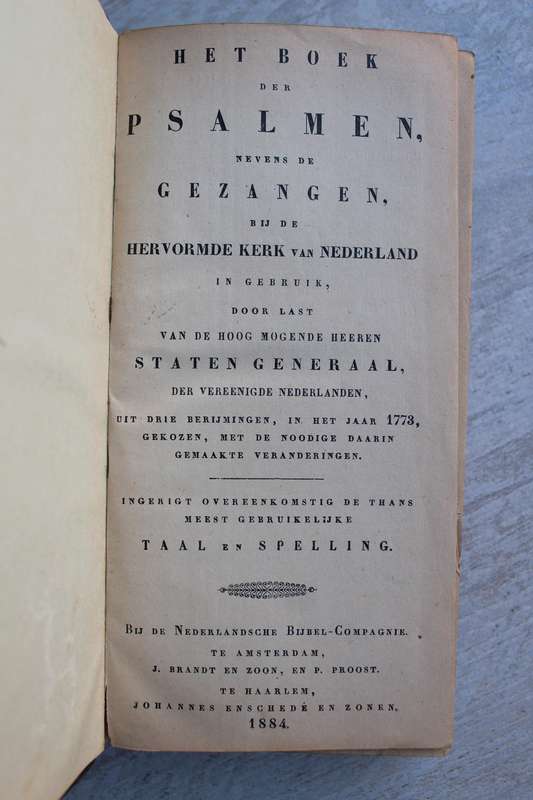 HET BOEK
DER
PSALMEN,
NEVENS DE
GEZANGEN,
BIJ DE
HERVORMDE KERK VAN NEDERLAND
IN GEBRUIK,
DOOR LAST
VAN DE HOOG MOGENDE HEEREN
STATEN GENERAAL,
DER VEREENIGDE NEDERLANDEN,
UIT DRIE BERIJMINGEN, IN HET JAAR 1773,
GEKOZEN, MET DE NOODIGE DAARIN
GEMAAKTE VERANDERINGEN.
INGERIGT OVEREENKOMSTIG DE THANS
MEEST GEBRUIKELIJKE
TAAL EN SPELLING.
BIJ DE NEDERLANDSCHE BIJBEL-COMPAGNIE.
TE AMSTERDAM,
J. BRANDT EN ZOON, EN P. PROOST.
TE HAARLEM,
JOHANNES ENSCHEDÉ EN ZONEN.
1884.